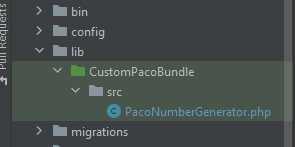 Pull Requests
bin
config
lib
CustomPacoBundle
src
PacoNumberGenerator.php
migrations